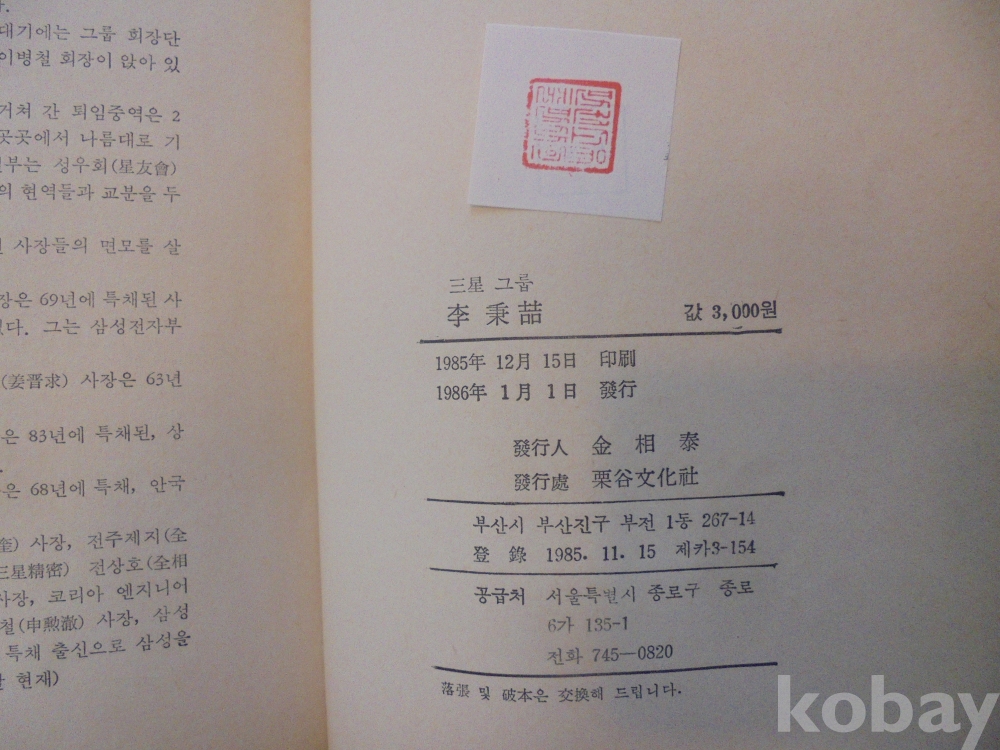 다.
대기에는 그룹 회장단
이병철 회장이 앉아 있
거쳐 간 퇴임중역은 2
곳곳에서 나름대로 기
부는 성우회(星友會)
의 현역들과 교분을 두
사장들의 면모를 살
장은 69년에 특채된 사
있다. 그는 삼성전자부
(姜晋求) 사장은 63년
은 83년에 특채된, 상
은 68년에 특채, 안국
사장, 전주제지(全
三星精密) 전상호(全相
사장, 코리아 엔지니어
철(申勲澈) 사장, 삼성
특채 출신으로 삼성을
현재)
三星 그룹
李秉喆 값 3,000원
1985年 12月 15日 印刷
1986年 1月 1日 發行
發行人 金相泰
發行處 栗谷文化社
부산시 부산진구 부전 1동 267-14
登錄 1985. 11. 15 제카3-154
공급처 서울특별시 종로구 종로
6가 135-1
전화 745—0820
落張 및 破本은 交換해 드립니다.
kobay